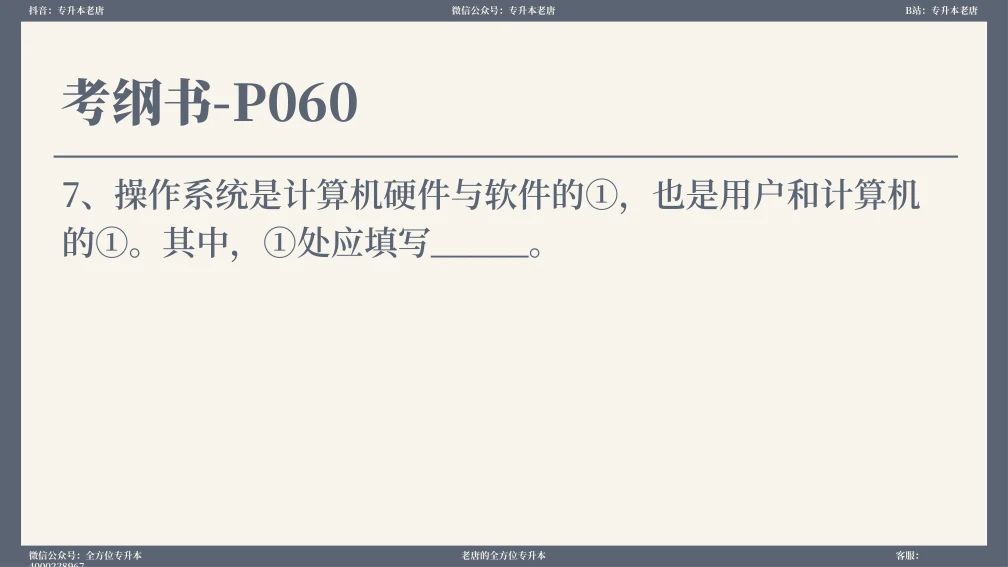 抖音：专升本老唐
微信公众号：专升本老唐
B站：专升本老唐
考纲书-P060
7、操作系统是计算机硬件与软件的①，也是用户和计算机
的①。其中，①处应填写______。
微信公众号：全方位专升本
老唐的全方位专升本
客服：
4000238967